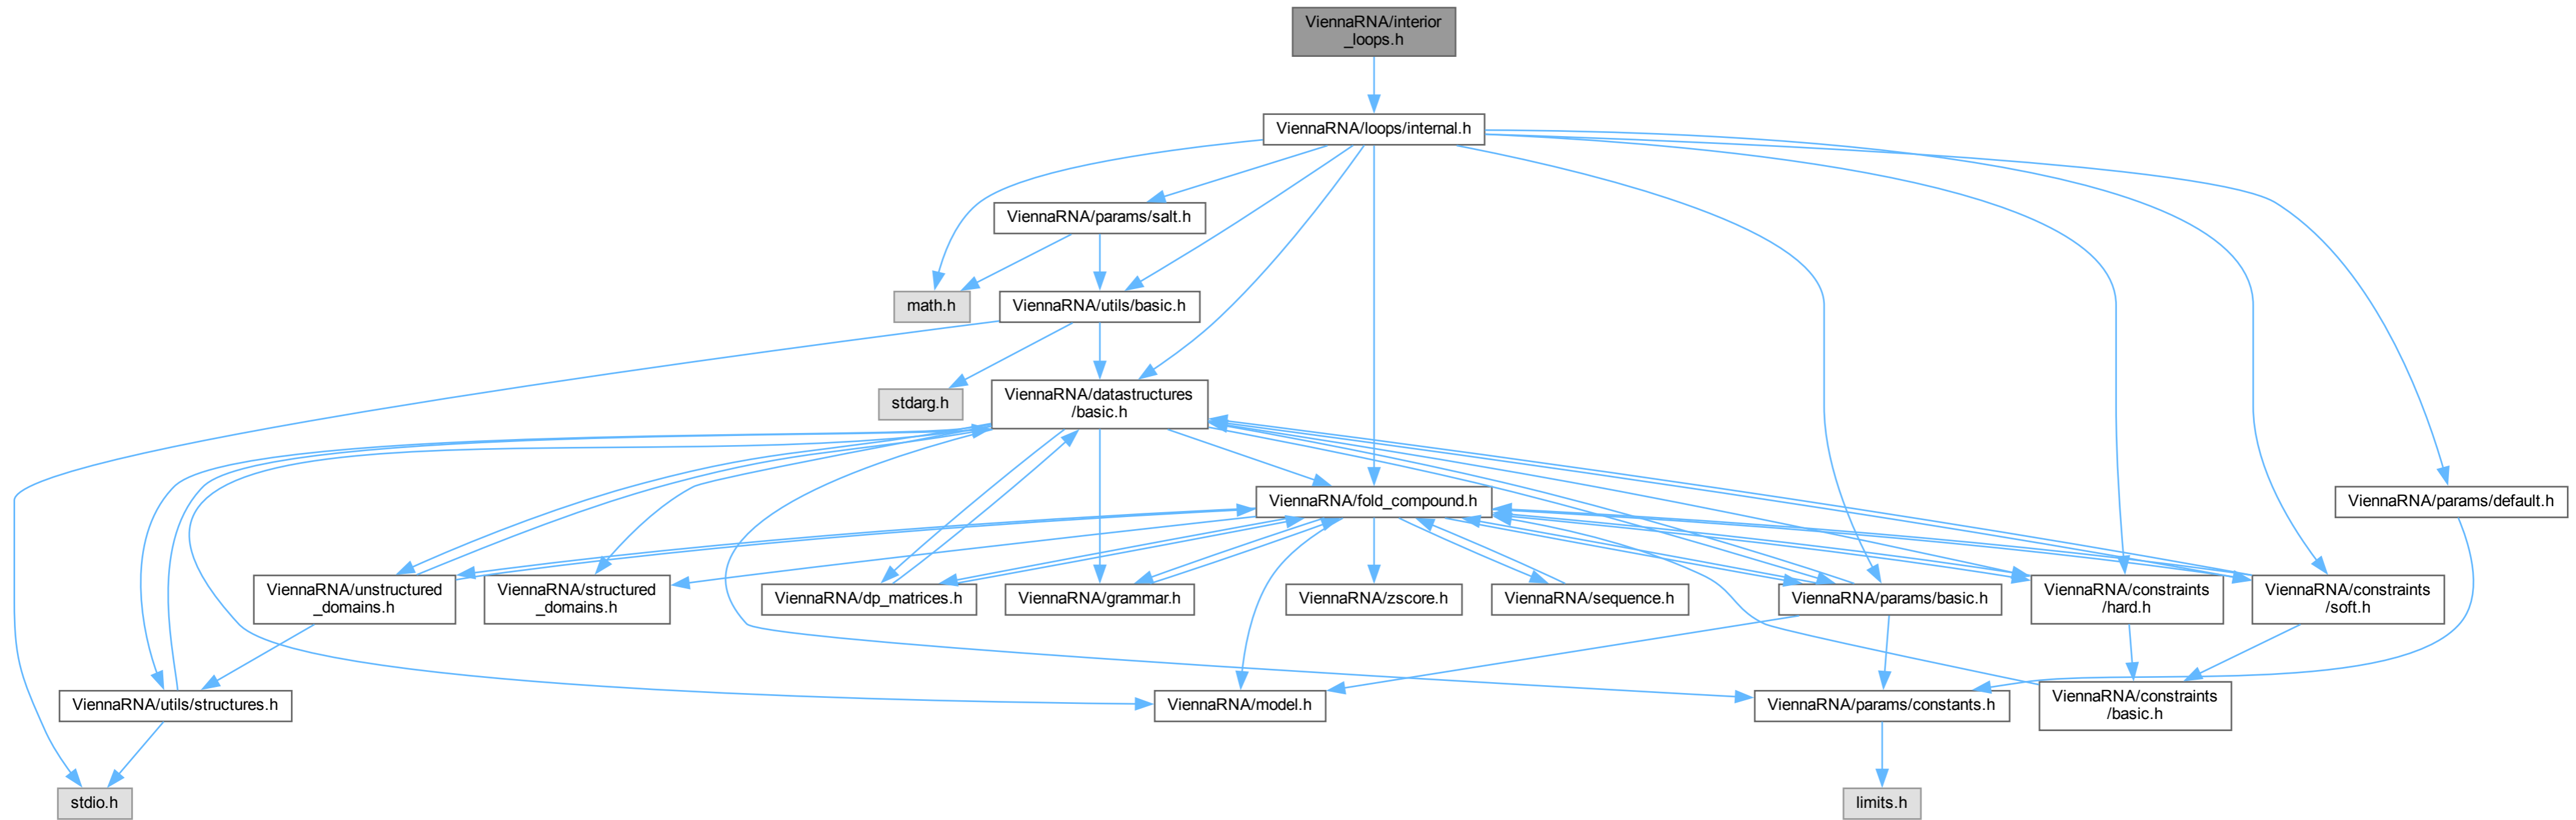 ViennaRNA/interior
_loops.h
ViennaRNA/loops/internal.h
ViennaRNA/params/salt.h
math.h
ViennaRNA/utils/basic.h
stdarg.h
ViennaRNA/datastructures
/basic.h
ViennaRNA/fold_compound.h
ViennaRNA/params/default.h
ViennaRNA/unstructured
_domains.h
ViennaRNA/structured
_domains.h
ViennaRNA/dp_matrices.h
ViennaRNA/grammar.h
ViennaRNA/zscore.h
ViennaRNA/sequence.h
ViennaRNA/params/basic.h
ViennaRNA/constraints
/hard.h
ViennaRNA/constraints
/soft.h
ViennaRNA/utils/structures.h
ViennaRNA/model.h
ViennaRNA/params/constants.h
ViennaRNA/constraints
/basic.h
stdio.h
limits.h